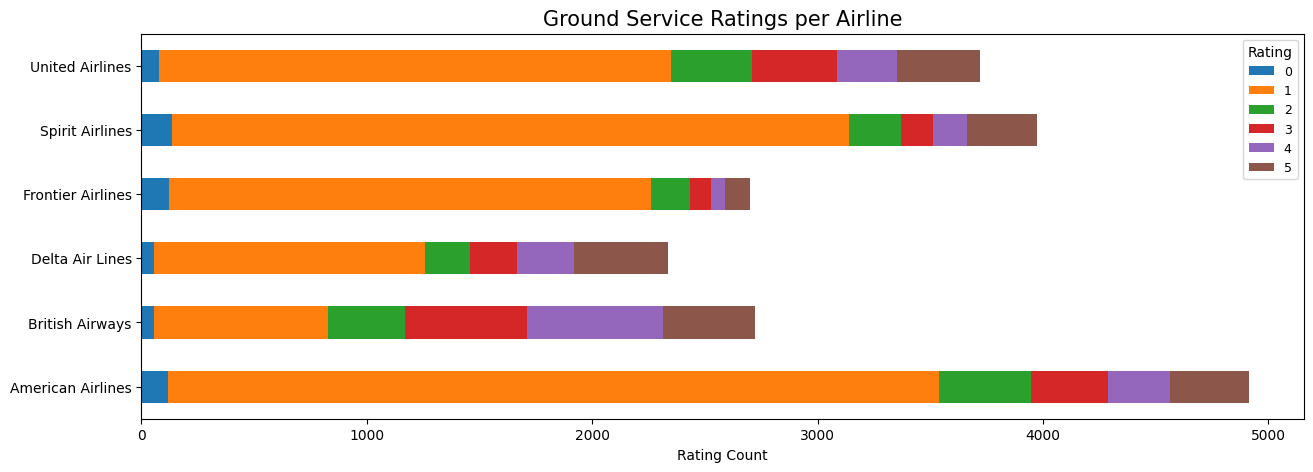 Ground Service Ratings per Airline
United Airlines
Spirit Airlines
Frontier Airlines
Delta Air Lines
British Airways
American Airlines
Rating
0
1
2
3
4
5
0 1000 2000 3000 4000 5000
Rating Count